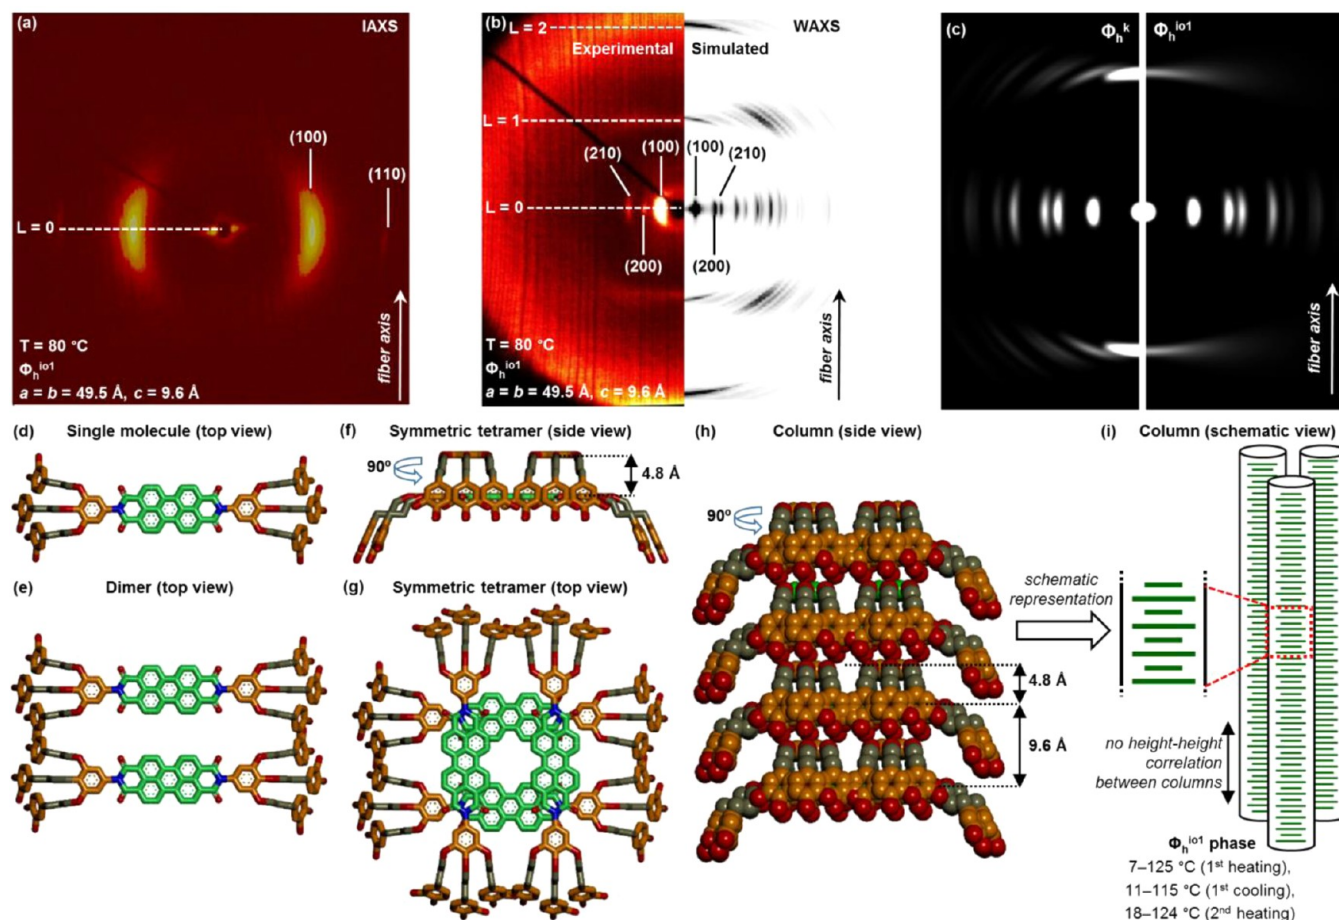 (a)
IAXS
(100)
(110)
L = 0
T = 80 °C
Φₕⁱᵒ¹
a = b = 49.5 Å, c = 9.6 Å
fiber axis
(b)
L = 2
WAXS
Experimental
Simulated
L = 1
(210)
(100)
(100)
(210)
L = 0
(200)
(200)
T = 80 °C
Φₕⁱᵒ¹
a = b = 49.5 Å, c = 9.6 Å
fiber axis
(c)
Φₕᵏ
Φₕⁱᵒ¹
fiber axis
(d)
Single molecule (top view)
(e)
Dimer (top view)
(f)
Symmetric tetramer (side view)
90º
4.8 Å
(g)
Symmetric tetramer (top view)
(h)
Column (side view)
90º
4.8 Å
9.6 Å
schematic
representation
(i)
Column (schematic view)
no height-height
correlation
between columns
Φₕⁱᵒ¹ phase
7–125 °C (1ˢᵗ heating),
11–115 °C (1ˢᵗ cooling),
18–124 °C (2ⁿᵈ heating)